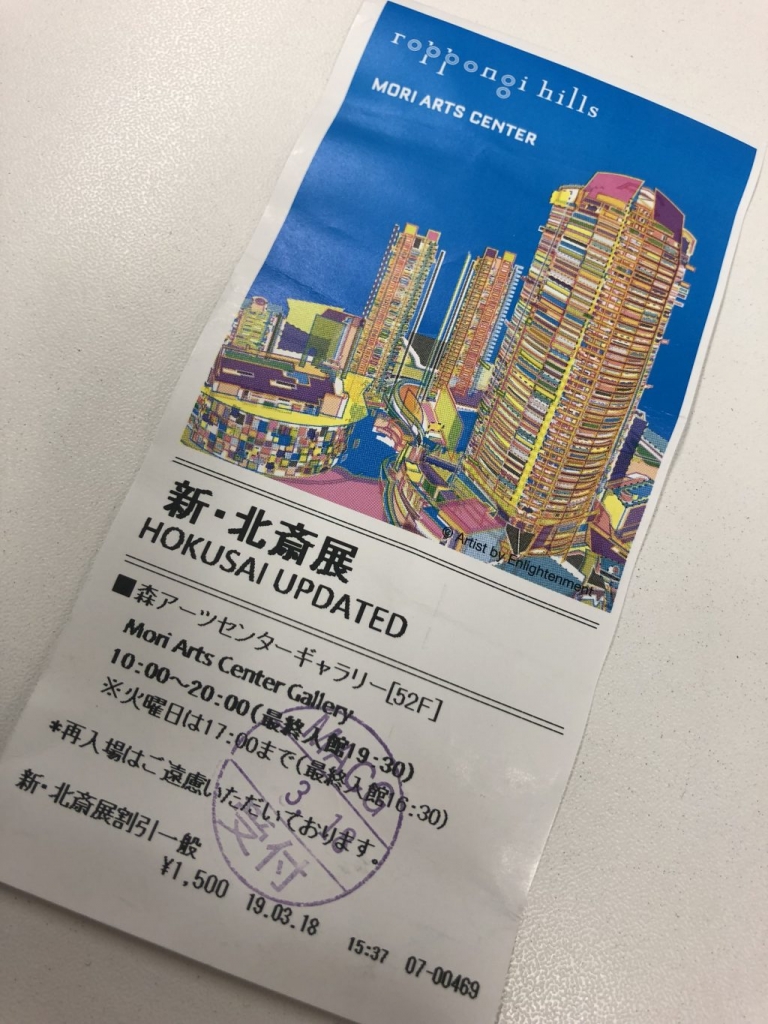 roppongi hills
MORI ARTS CENTER
© Artist by Enlightenment
新・北斎展
HOKUSAI UPDATED
■森アーツセンターギャラリー[52F]
Mori Arts Center Gallery
10:00～20:00(最終入館19:30)
※火曜日は17:00まで(最終入館16:30)
*再入場はご遠慮いただいております。
MACG
3 18
受付
新・北斎展割引一般
¥1,500 19.03.18 15:37 07-00469